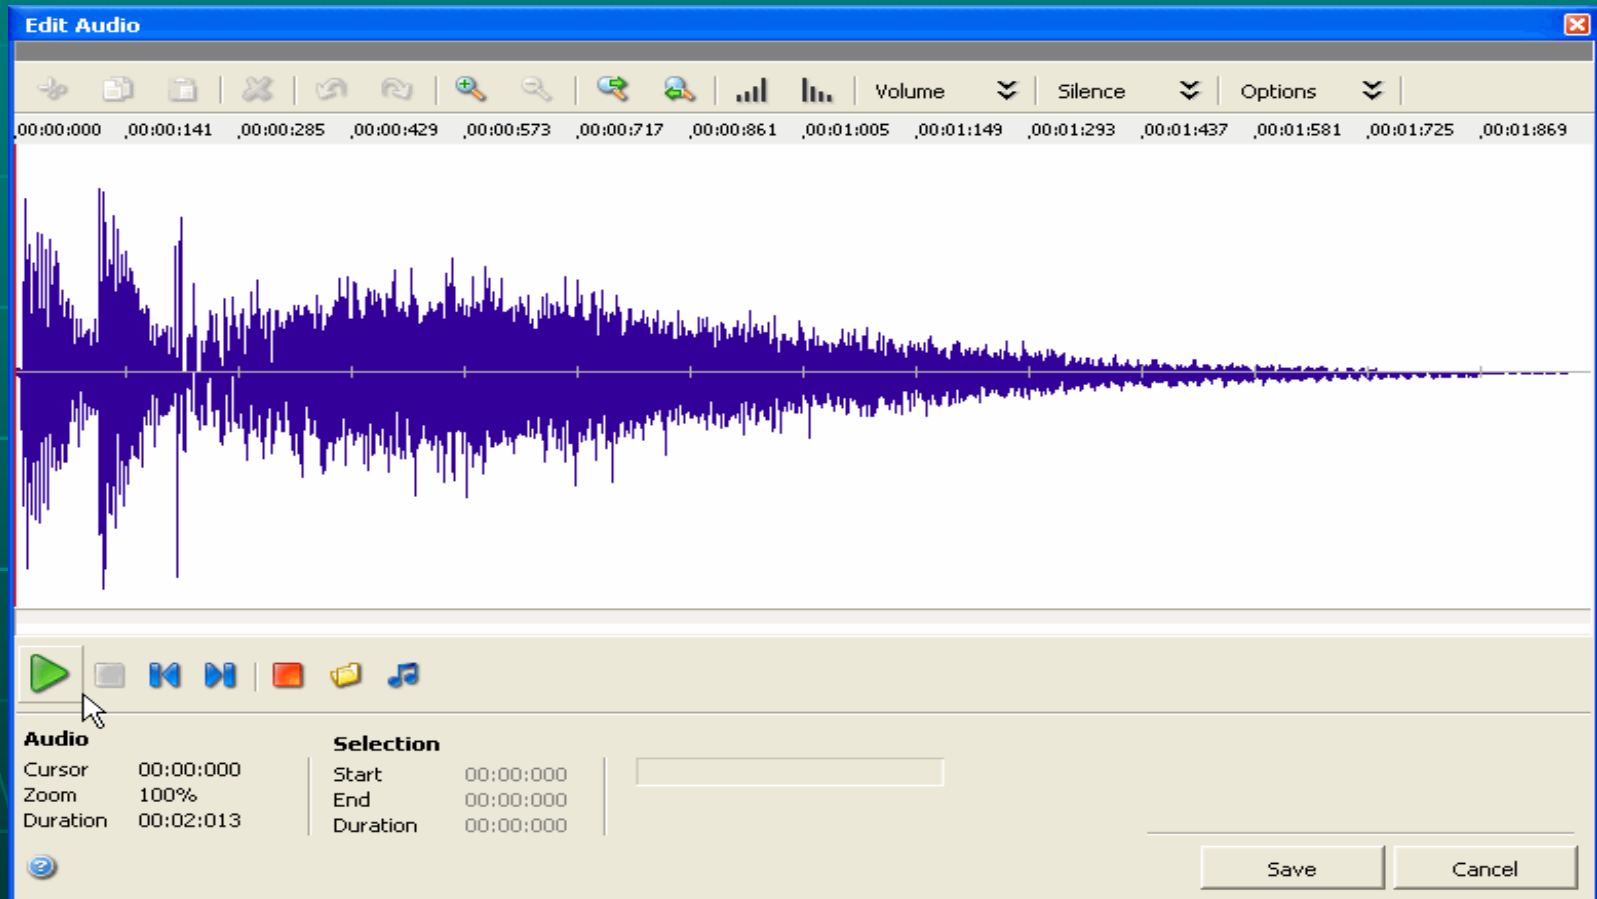 Edit Audio
Volume Silence Options
,00:00:000 ,00:00:141 ,00:00:285 ,00:00:429 ,00:00:573 ,00:00:717 ,00:00:861 ,00:01:005 ,00:01:149 ,00:01:293 ,00:01:437 ,00:01:581 ,00:01:725 ,00:01:869
Audio
Cursor 00:00:000
Zoom 100%
Duration 00:02:013
Selection
Start 00:00:000
End 00:00:000
Duration 00:00:000
Save Cancel